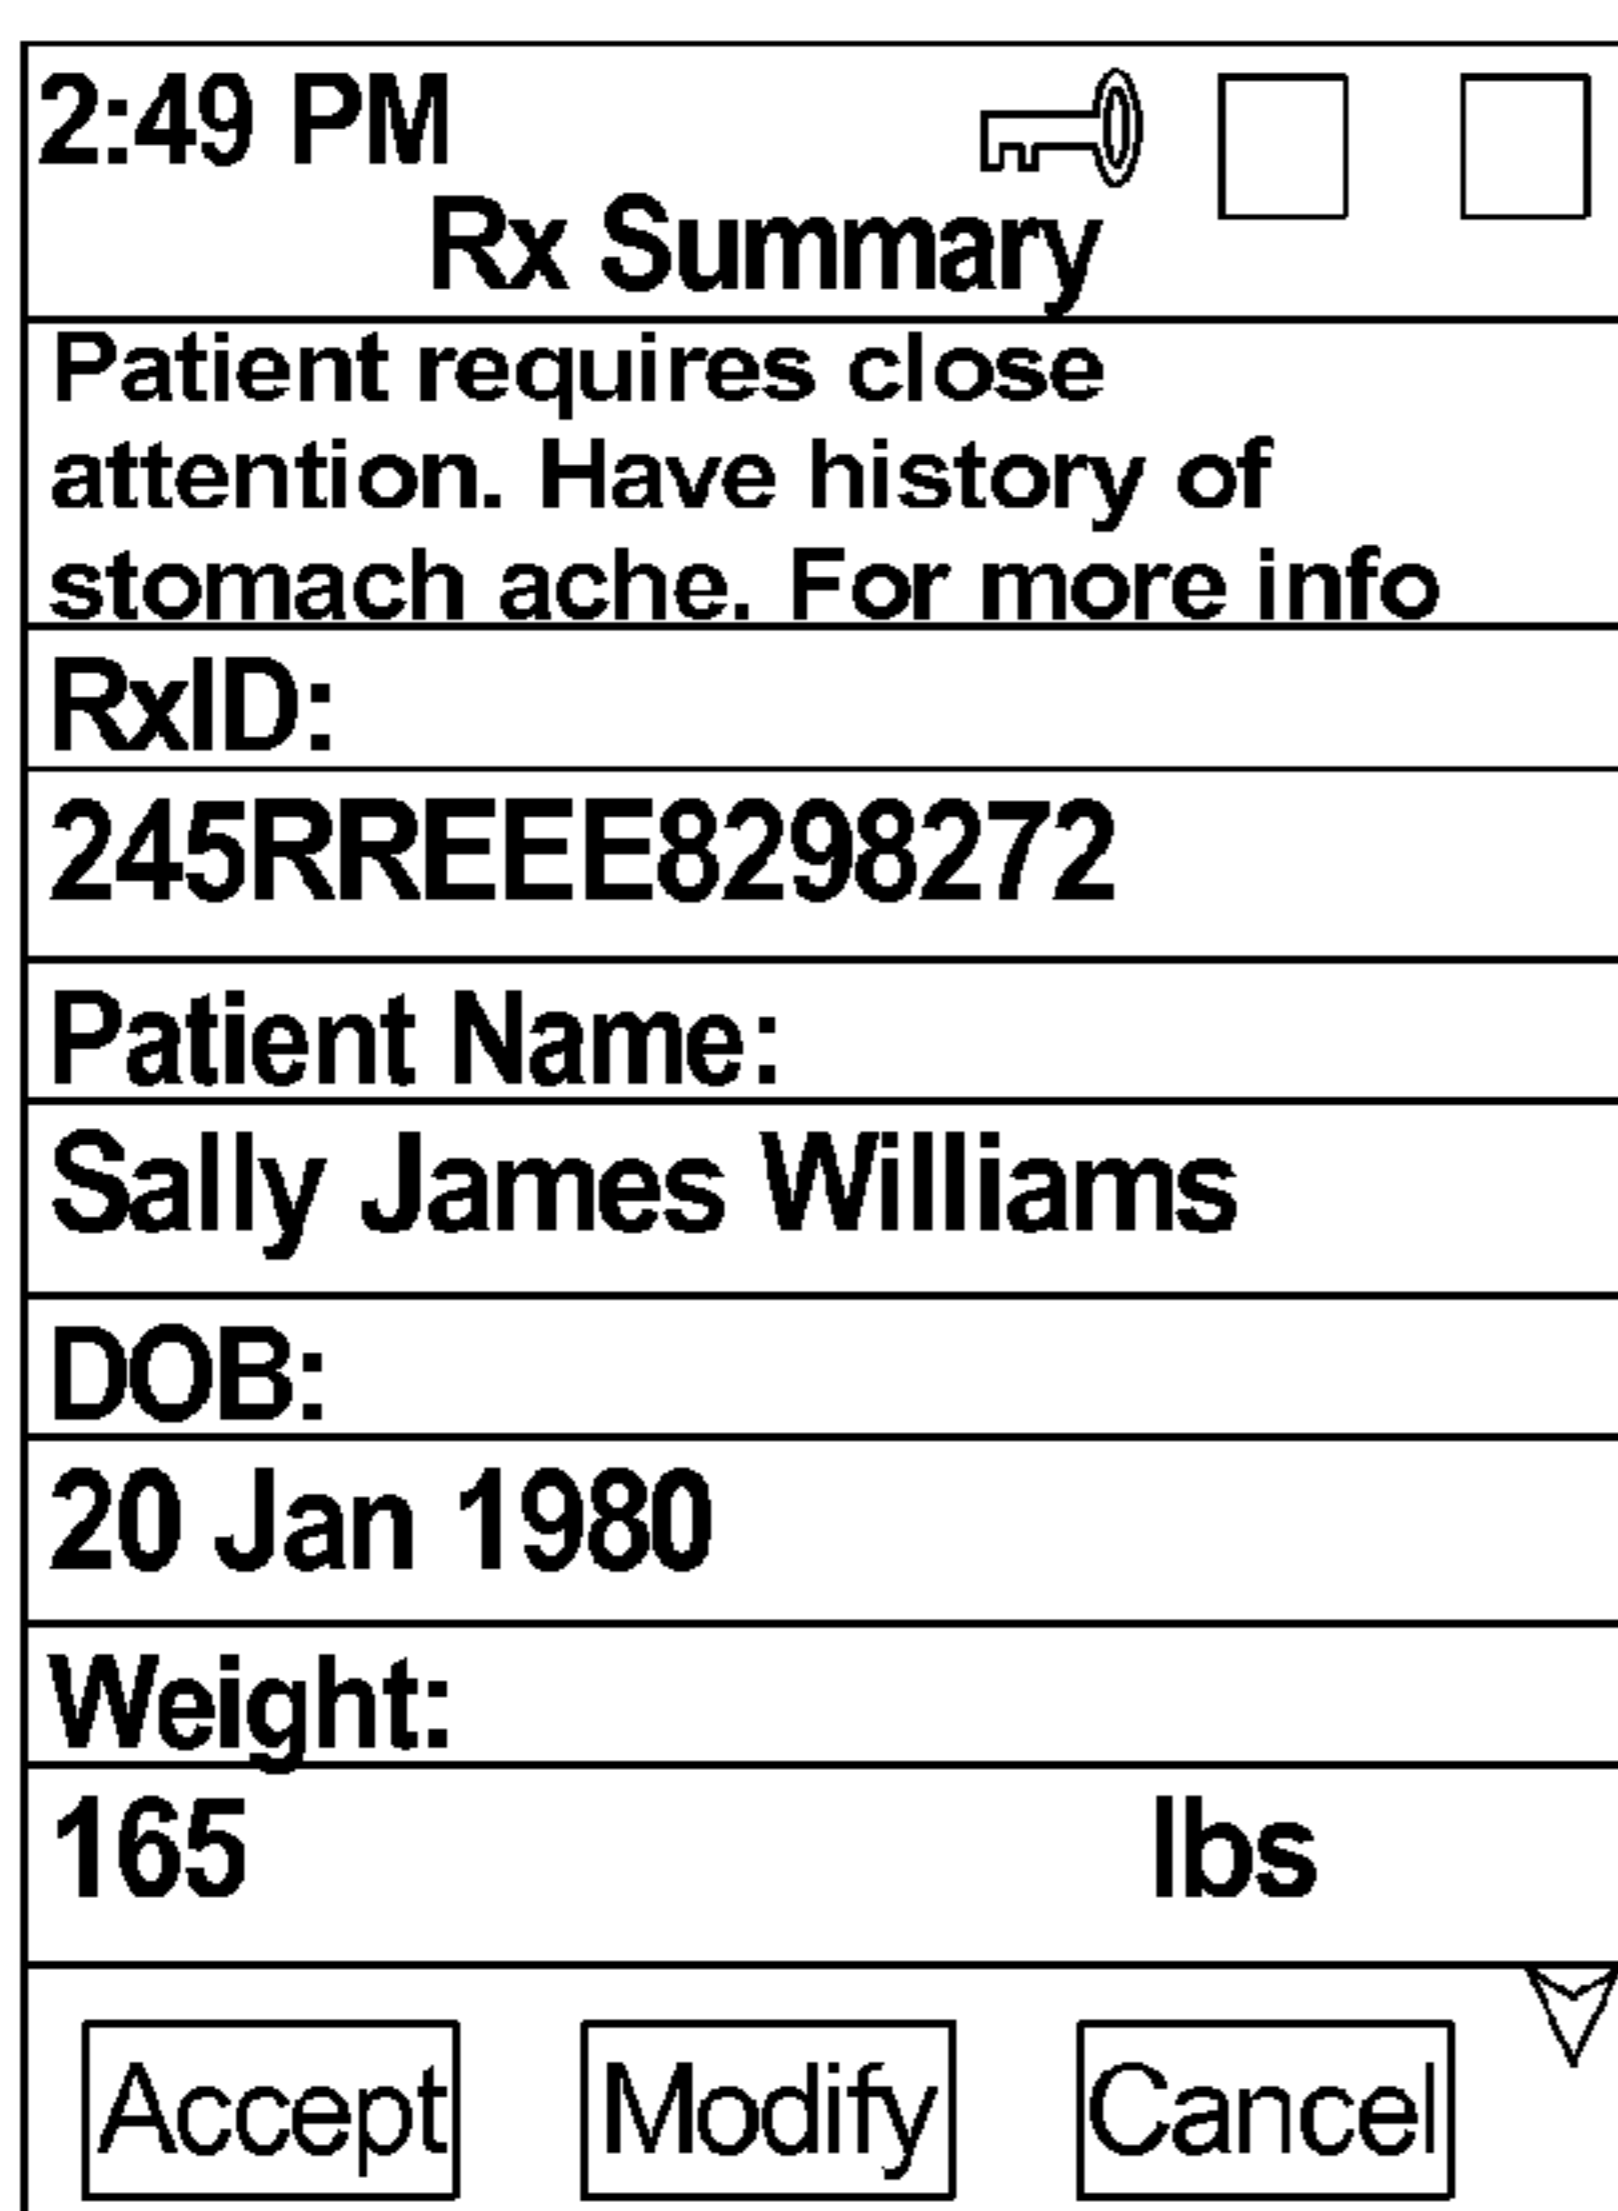 2:49 PM
Rx Summary
Patient requires close
attention. Have history of
stomach ache. For more info
RxID:
245RREEE8298272
Patient Name:
Sally James Williams
DOB:
20 Jan 1980
Weight:
165 lbs
Accept Modify Cancel